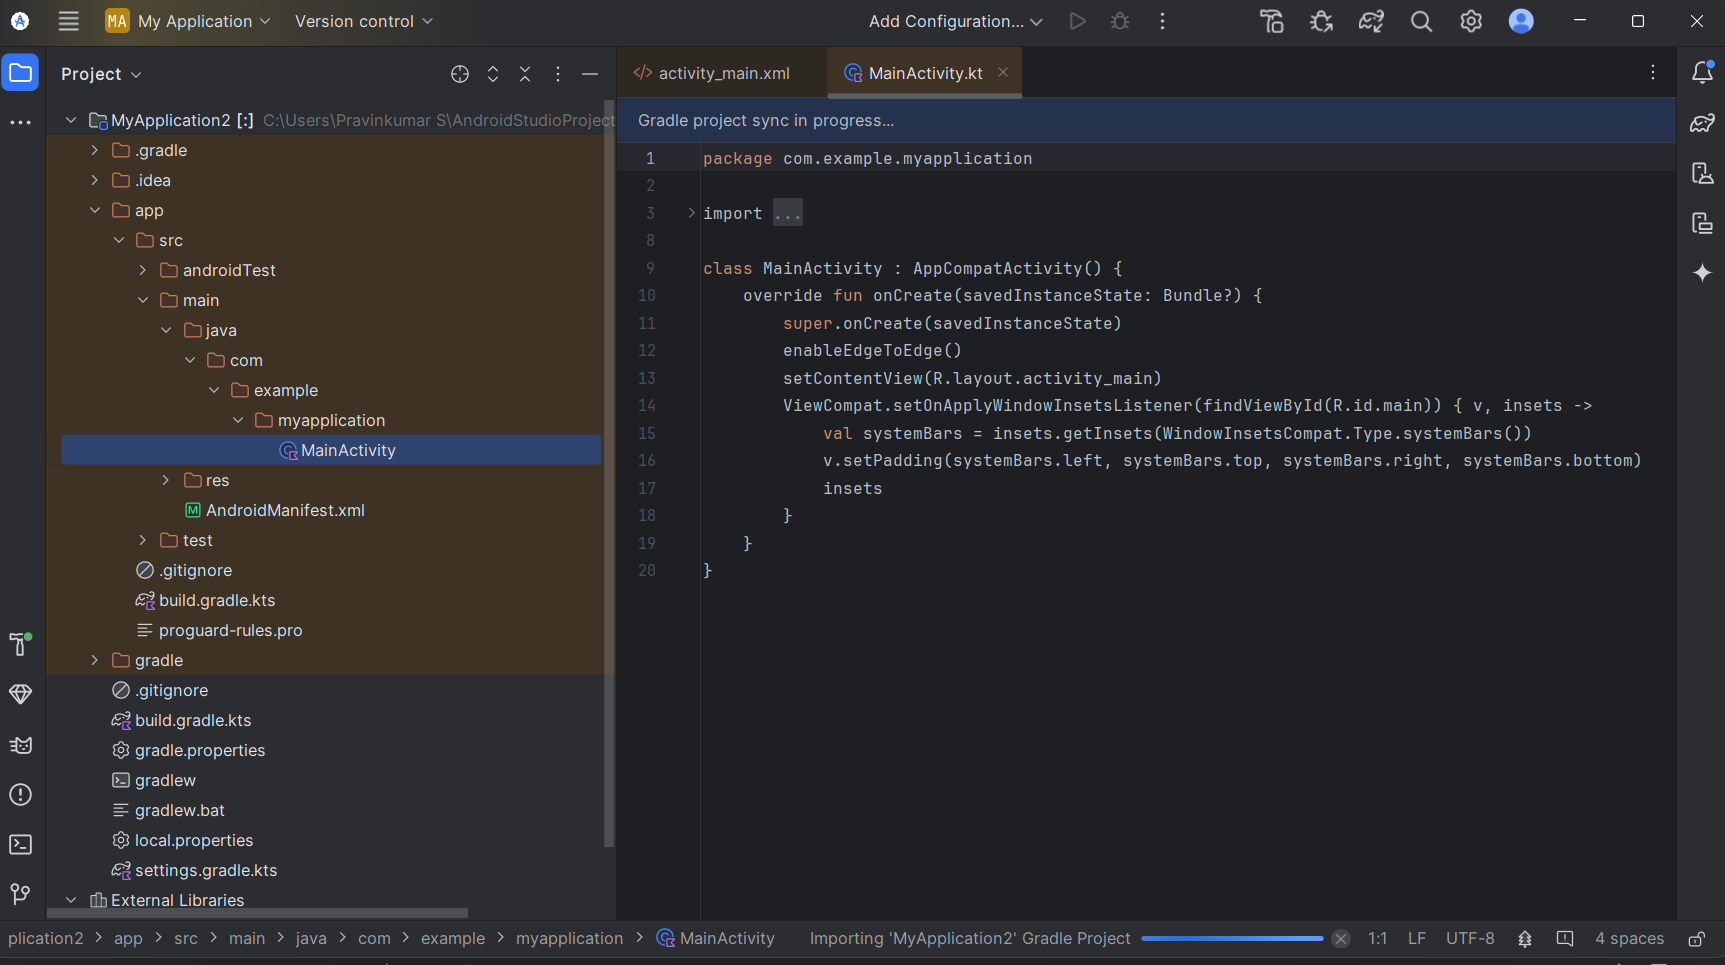 MA My Application Version control Add Configuration...
Project
activity_main.xml MainActivity.kt
MyApplication2 [:] C:\Users\Pravinkumar S\AndroidStudioProject
Gradle project sync in progress...
.gradle
.idea
app
src
androidTest
main
java
com
example
myapplication
MainActivity
res
M AndroidManifest.xml
test
.gitignore
build.gradle.kts
proguard-rules.pro
gradle
.gitignore
build.gradle.kts
gradle.properties
gradlew
gradlew.bat
local.properties
settings.gradle.kts
External Libraries
1 package com.example.myapplication
2
3 import ...
8
9 class MainActivity : AppCompatActivity() {
10 override fun onCreate(savedInstanceState: Bundle?) {
11 super.onCreate(savedInstanceState)
12 enableEdgeToEdge()
13 setContentView(R.layout.activity_main)
14 ViewCompat.setOnApplyWindowInsetsListener(findViewById(R.id.main)) { v, insets ->
15 val systemBars = insets.getInsets(WindowInsetsCompat.Type.systemBars())
16 v.setPadding(systemBars.left, systemBars.top, systemBars.right, systemBars.bottom)
17 insets
18 }
19 }
20 }
plication2 > app > src > main > java > com > example > myapplication > MainActivity Importing 'MyApplication2' Gradle Project 1:1 LF UTF-8 4 spaces